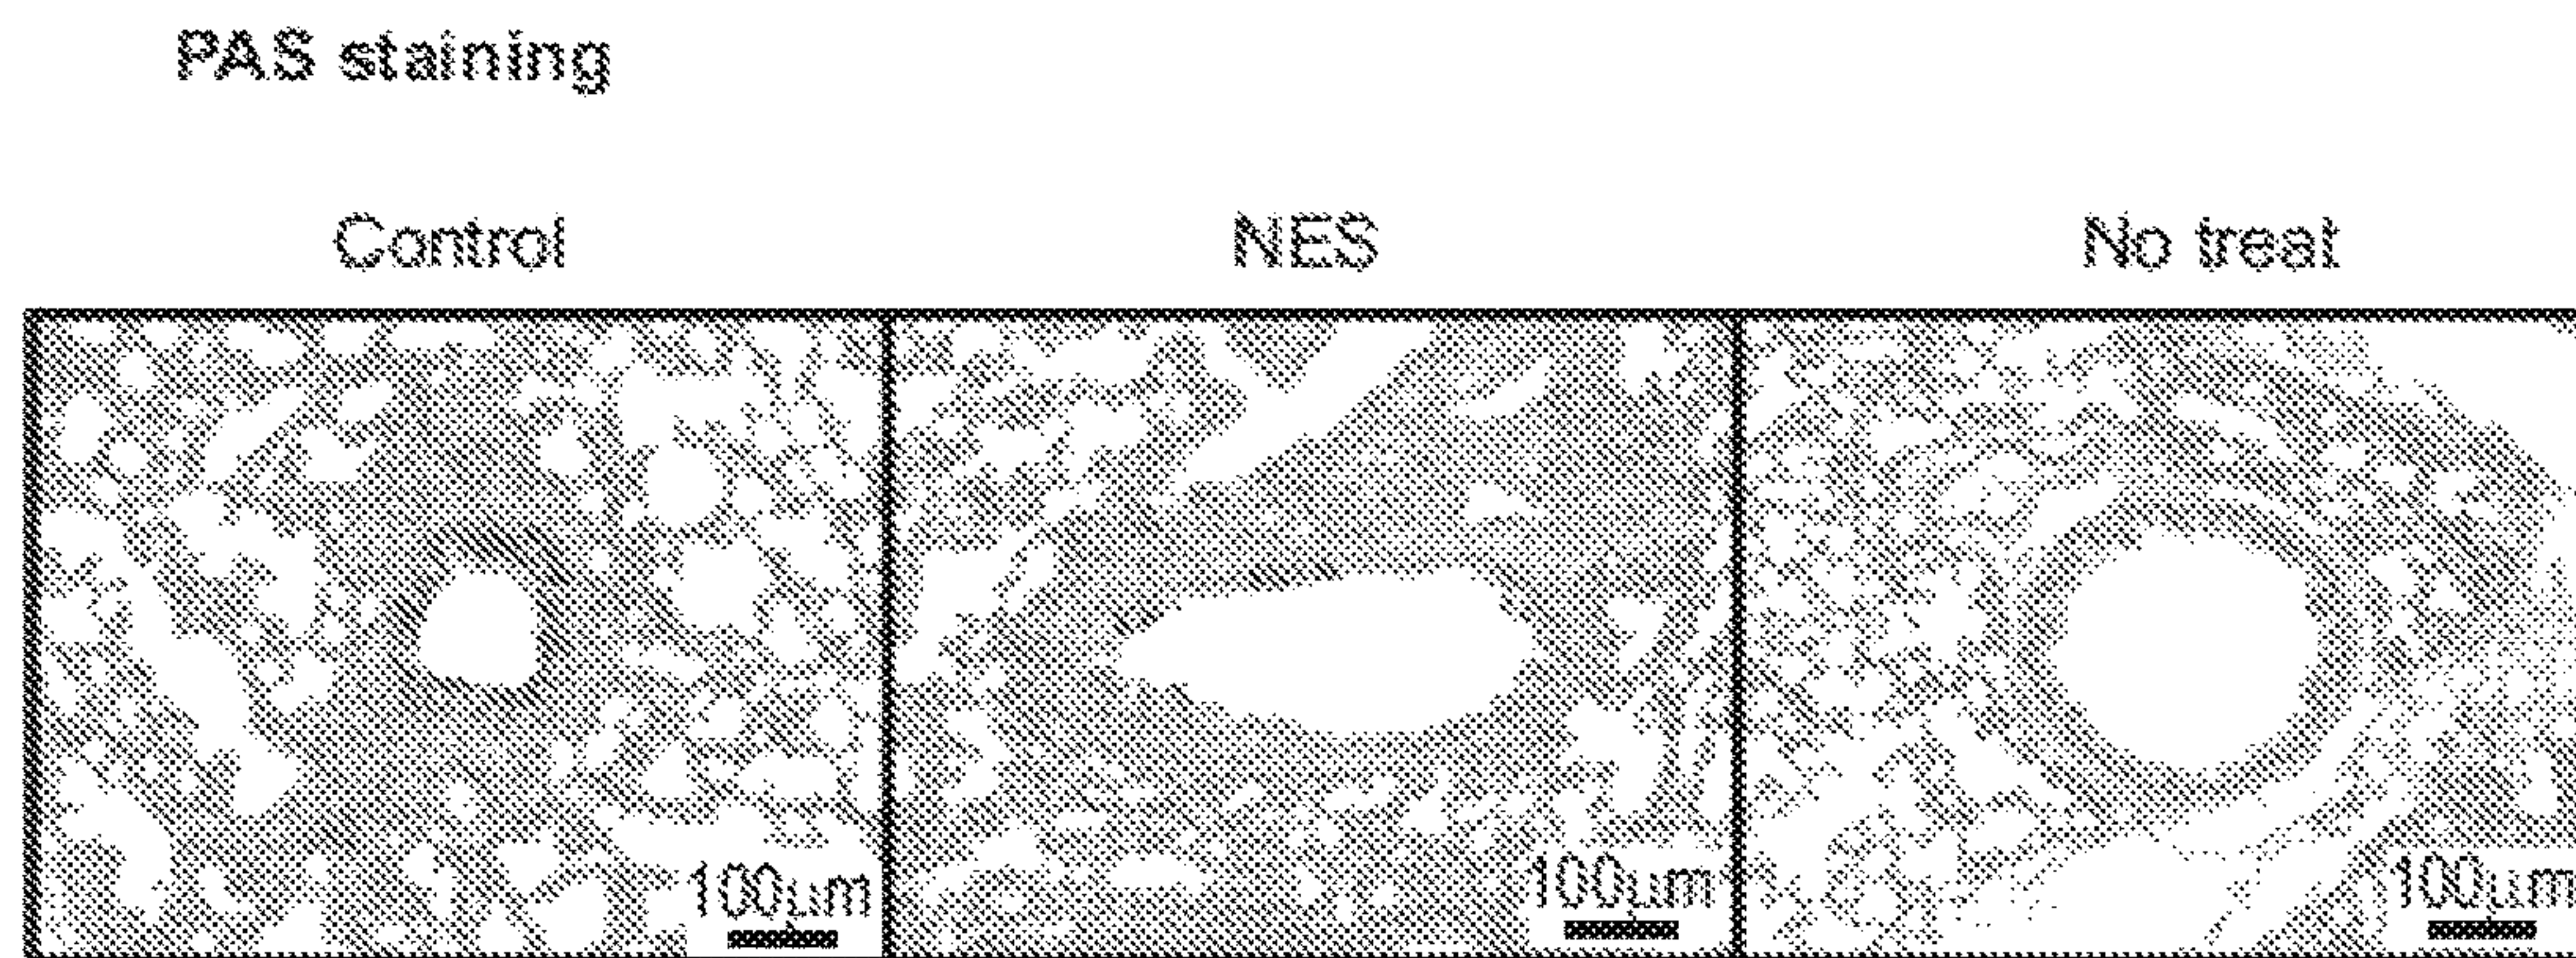 PAS staining
Control NES No treat
100μm 100μm 100μm